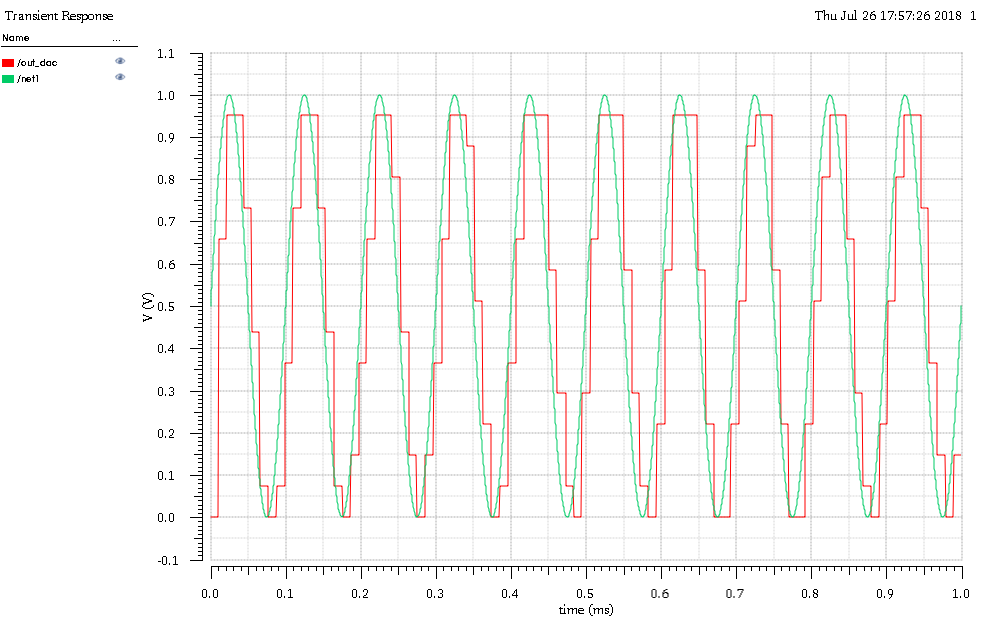 Transient Response
Thu Jul 26 17:57:26 2018 1
Name ...
/out_dac
/net1
V (V)
1.1
1.0
0.9
0.8
0.7
0.6
0.5
0.4
0.3
0.2
0.1
0.0
-0.1
0.0 0.1 0.2 0.3 0.4 0.5 0.6 0.7 0.8 0.9 1.0
time (ms)